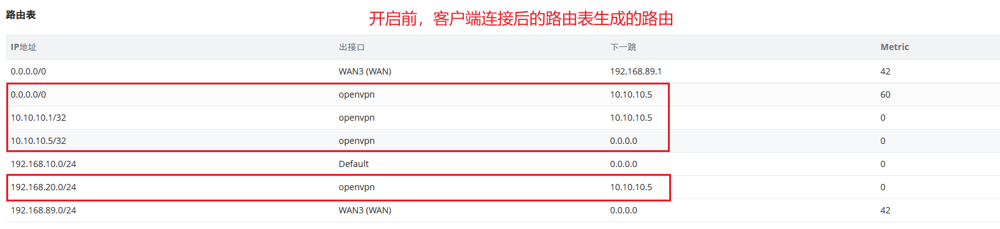 路由表
开启前，客户端连接后的路由表生成的路由
IP地址 出接口 下一跳 Metric
0.0.0.0/0 WAN3 (WAN) 192.168.89.1 42
0.0.0.0/0 openvpn 10.10.10.5 60
10.10.10.1/32 openvpn 10.10.10.5 0
10.10.10.5/32 openvpn 0.0.0.0 0
192.168.10.0/24 Default 0.0.0.0 0
192.168.20.0/24 openvpn 10.10.10.5 0
192.168.89.0/24 WAN3 (WAN) 0.0.0.0 42